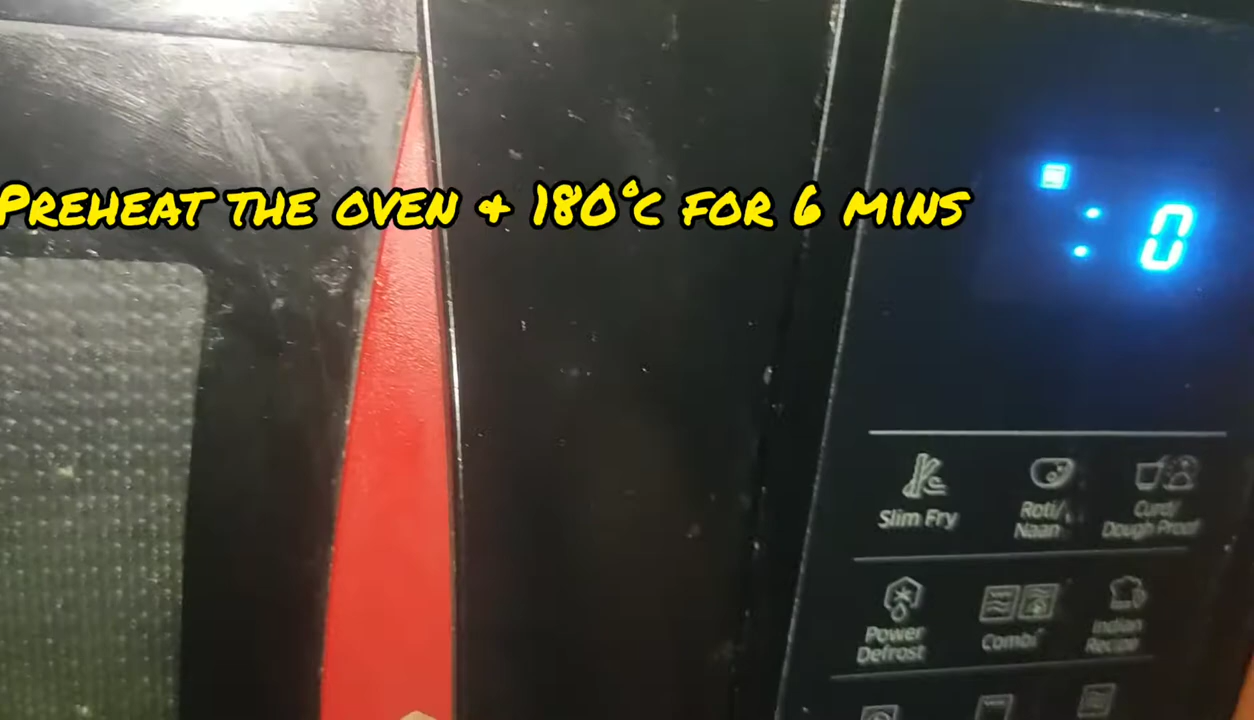 PREHEAT THE OVEN & 180°C FOR 6 MINS
: 0
Slim Fry
Roti/
Naan
Curd/
Dough Proof
Power
Defrost
Combi
Indian
Recipe